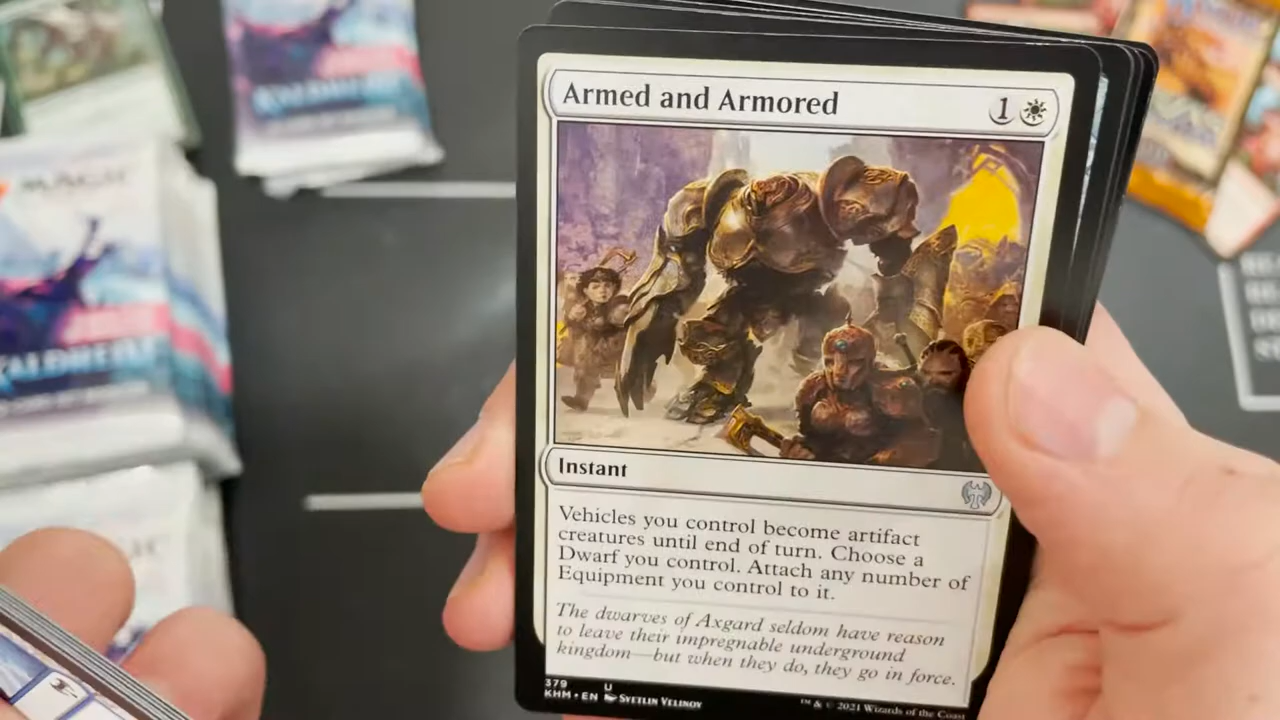 Armed and Armored
1
Instant
Vehicles you control become artifact
creatures until end of turn. Choose a
Dwarf you control. Attach any number of
Equipment you control to it.
The dwarves of Axgard seldom have reason
to leave their impregnable underground
kingdom—but when they do, they go in force.
379 U
KHM • EN SVETLIN VELINOV
™ & © 2021 Wizards of the Coast
MAGIC
KALDHEIM